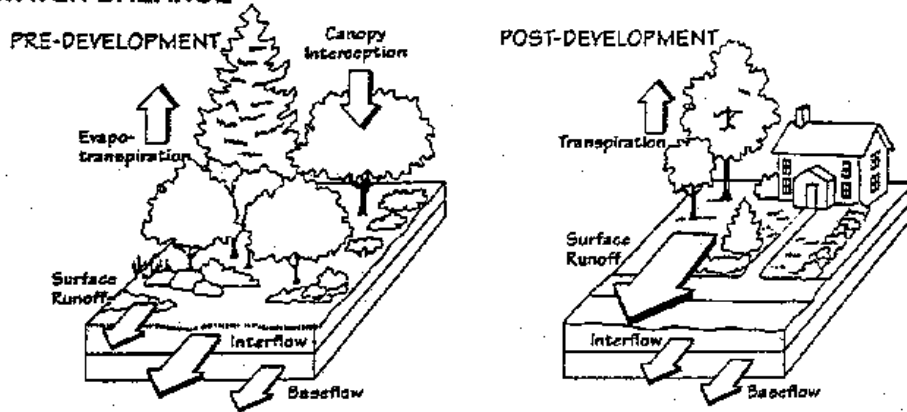 PRE-DEVELOPMENT
Canopy
Interception
Evapo-
transpiration
Surface
Runoff
Interflow
Baseflow
POST-DEVELOPMENT
Transpiration
Surface
Runoff
Interflow
Baseflow